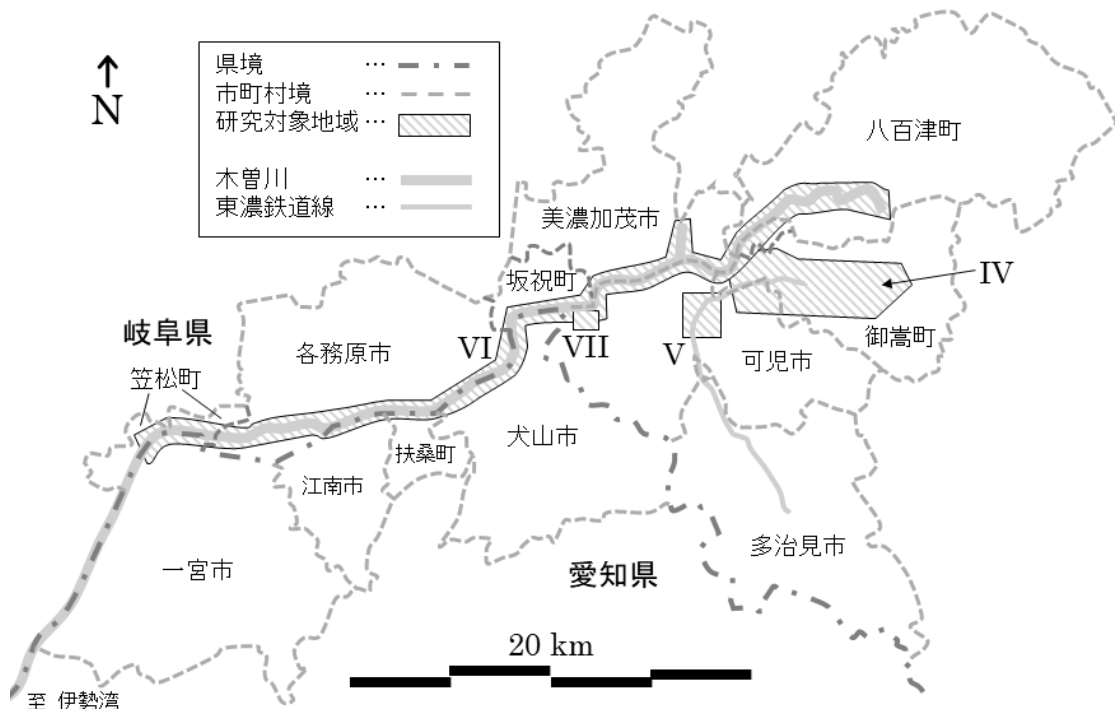 N
県境 …
市町村境 …
研究対象地域 …
木曽川 …
東濃鉄道線 …
八百津町
美濃加茂市
坂祝町
IV
岐阜県
各務原市
VI
VII
V
可児市
御嵩町
笠松町
犬山市
扶桑町
江南市
一宮市
愛知県
多治見市
20 km
至 伊勢湾